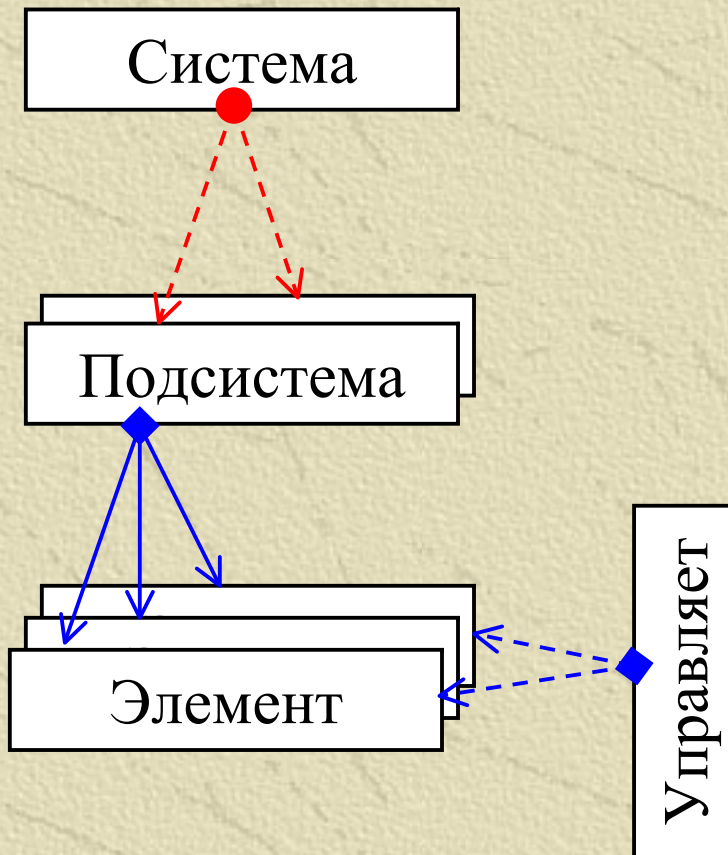 Система
Подсистема
Элемент
Управляет